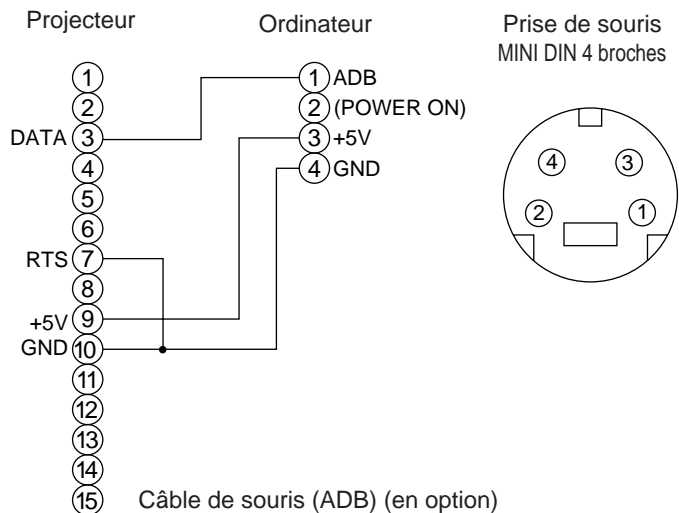 Projecteur
Ordinateur
Prise de souris
MINI DIN 4 broches
1
1 ADB
2
2 (POWER ON)
DATA 3
3 +5V
4
4 GND
5
6
RTS 7
8
+5V 9
GND 10
11
12
13
14
15
4
3
2
1
Câble de souris (ADB) (en option)